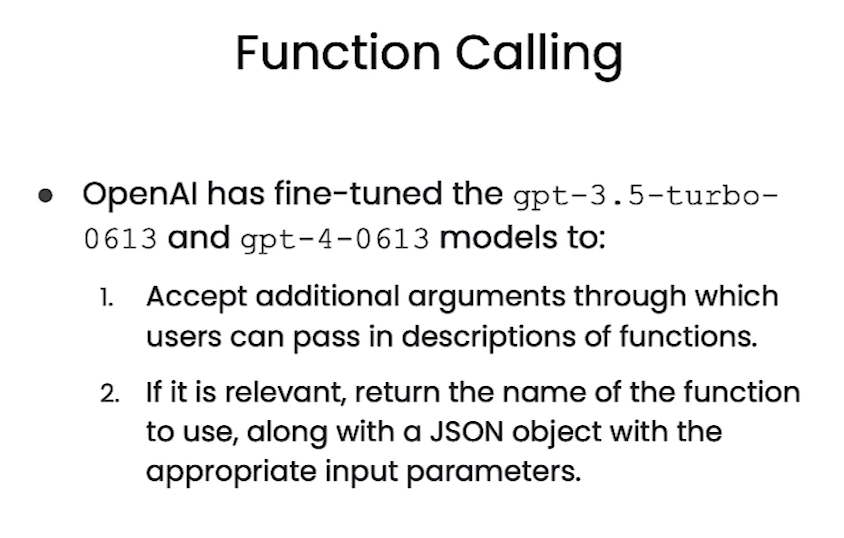 Function Calling
● OpenAI has fine-tuned the gpt-3.5-turbo-
0613 and gpt-4-0613 models to:
1. Accept additional arguments through which
users can pass in descriptions of functions.
2. If it is relevant, return the name of the function
to use, along with a JSON object with the
appropriate input parameters.